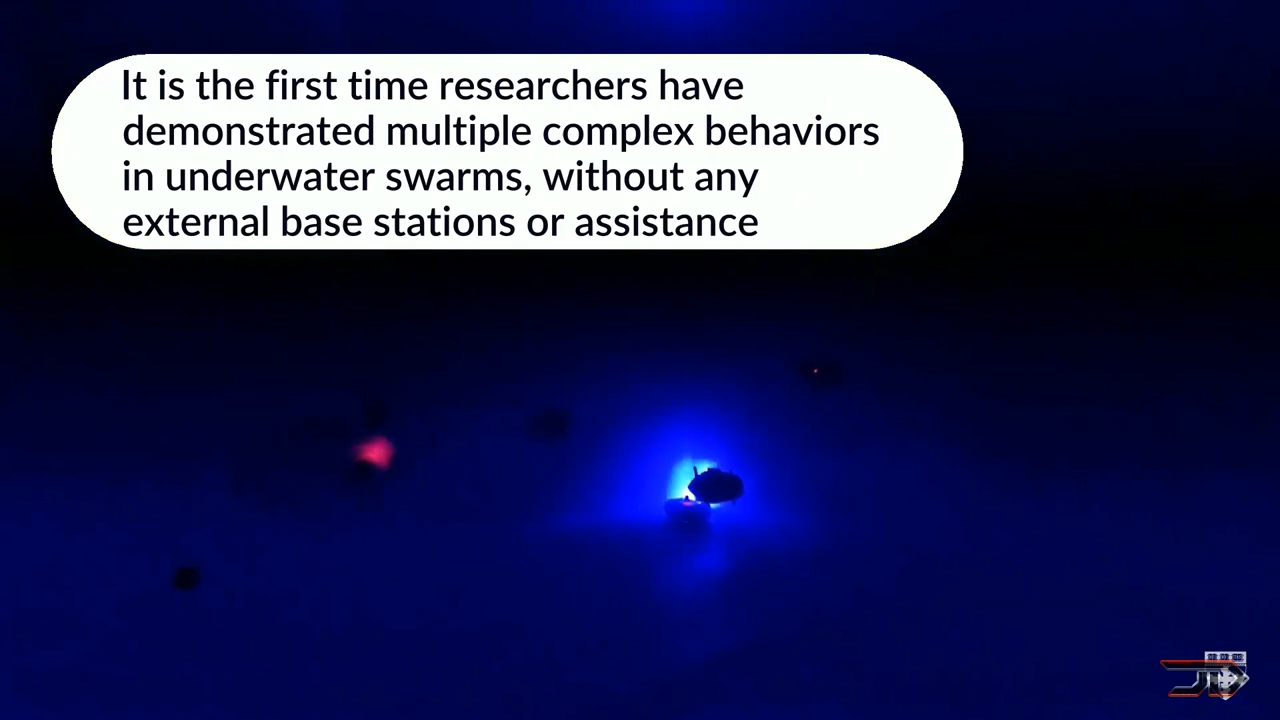 It is the first time researchers have
demonstrated multiple complex behaviors
in underwater swarms, without any
external base stations or assistance